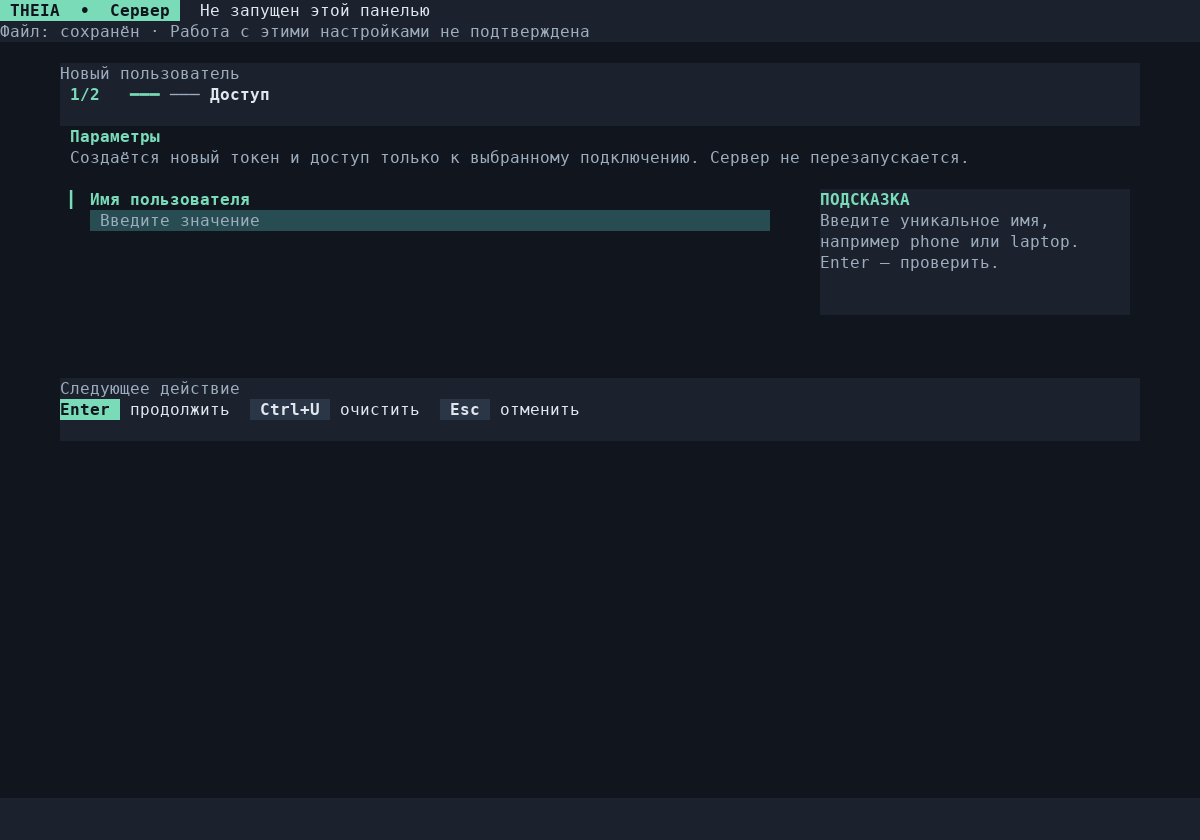 THEIA • Сервер Не запущен этой панелью
Файл: сохранён · Работа с этими настройками не подтверждена
Новый пользователь
1/2 ━━━ ─── Доступ
Параметры
Создаётся новый токен и доступ только к выбранному подключению. Сервер не перезапускается.
Имя пользователя
Введите значение
ПОДСКАЗКА
Введите уникальное имя,
например phone или laptop.
Enter — проверить.
Следующее действие
Enter продолжить Ctrl+U очистить Esc отменить